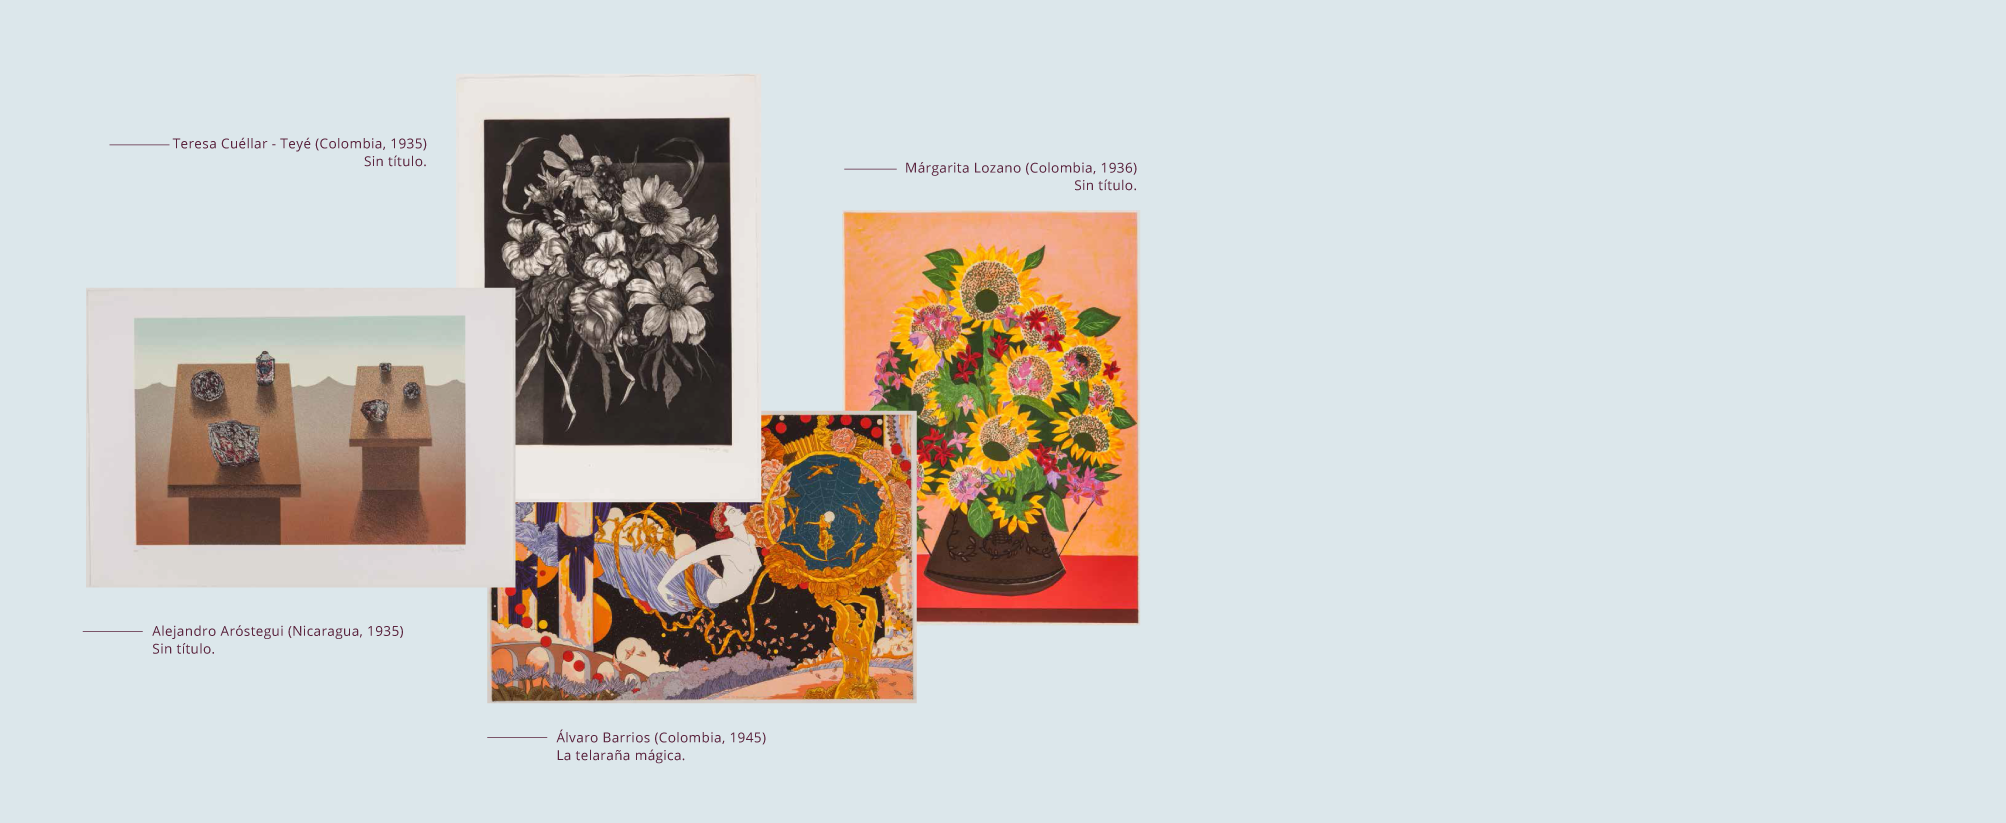 Teresa Cuéllar - Teyé (Colombia, 1935)
Sin título.
Márgarita Lozano (Colombia, 1936)
Sin título.
Alejandro Aróstegui (Nicaragua, 1935)
Sin título.
Álvaro Barrios (Colombia, 1945)
La telaraña mágica.